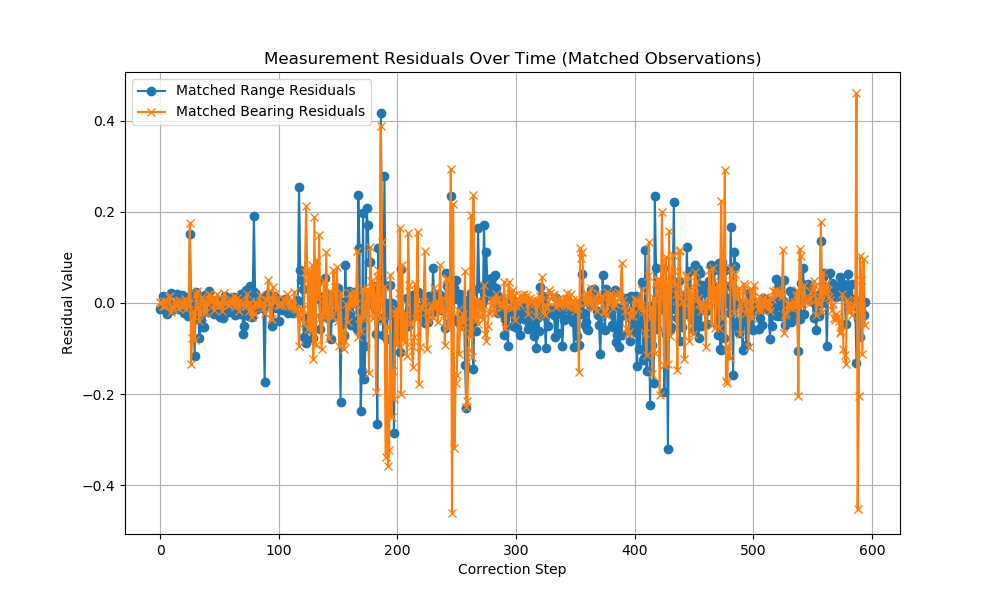 Measurement Residuals Over Time (Matched Observations)
Matched Range Residuals
Matched Bearing Residuals
Residual Value
0.4
0.2
0.0
−0.2
−0.4
0 100 200 300 400 500 600
Correction Step